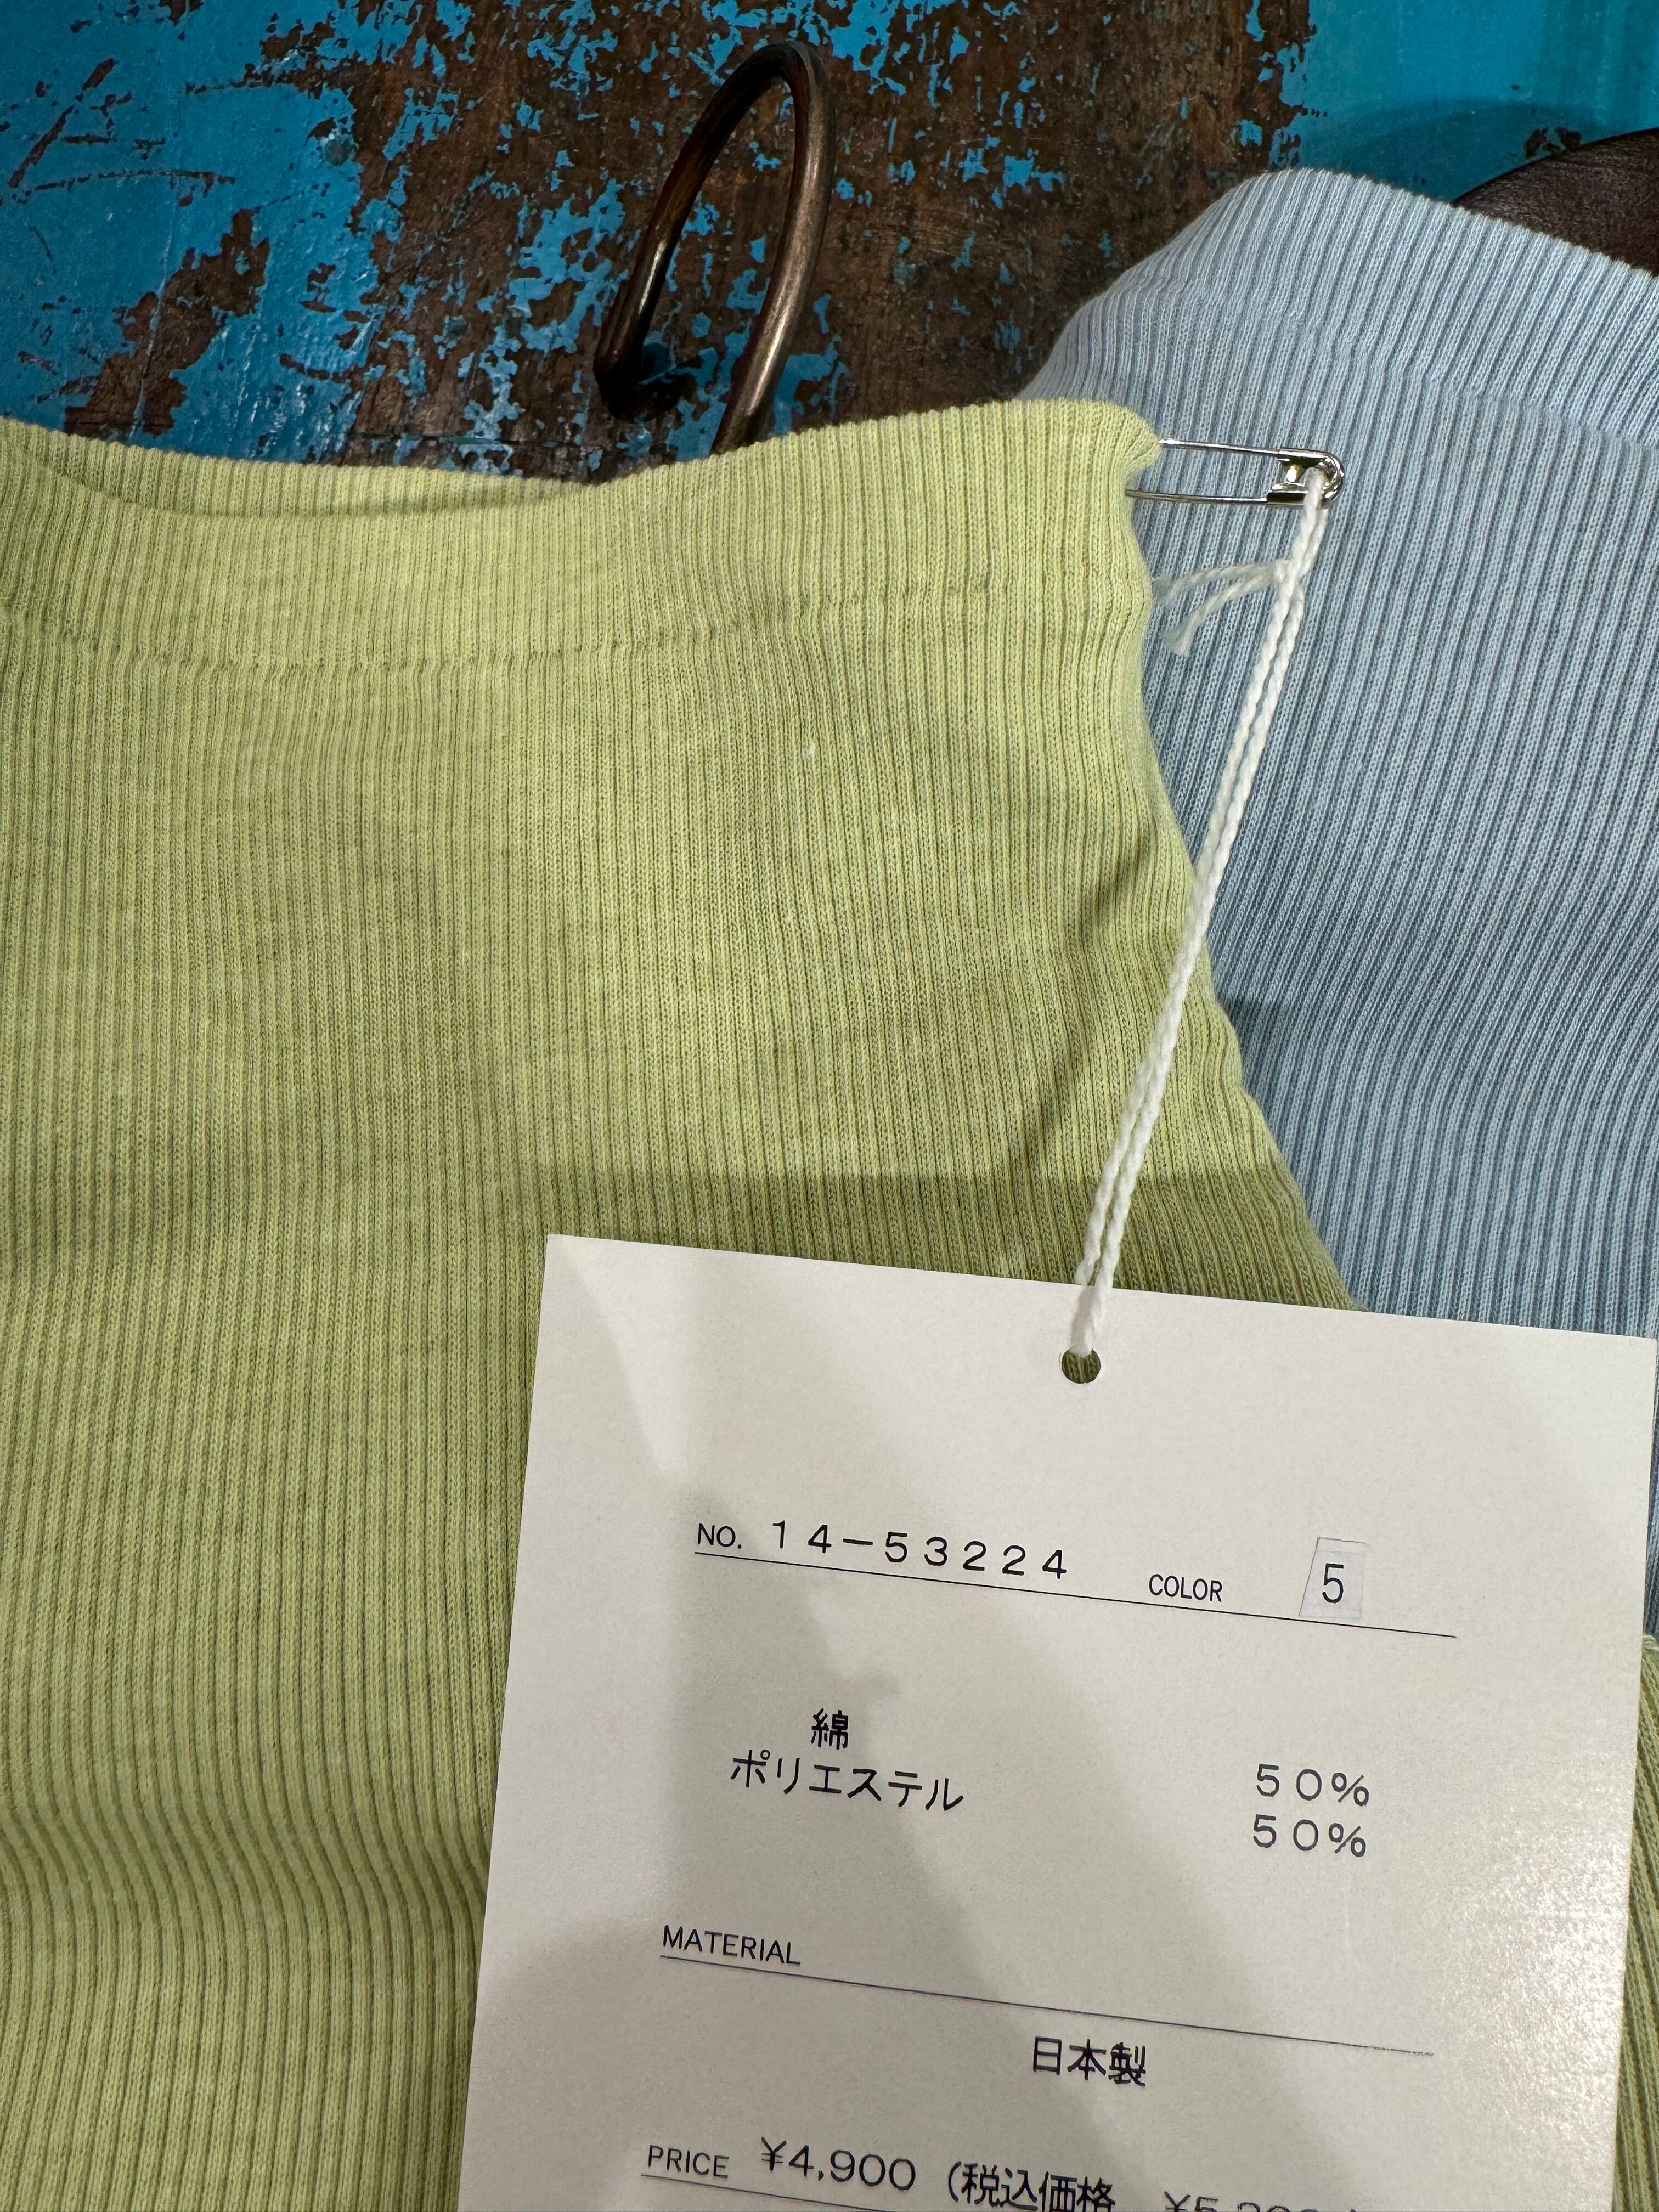 NO. 14-53224 COLOR 5
綿 50%
ポリエステル 50%
MATERIAL
日本製
PRICE ¥4,900 (税込価格